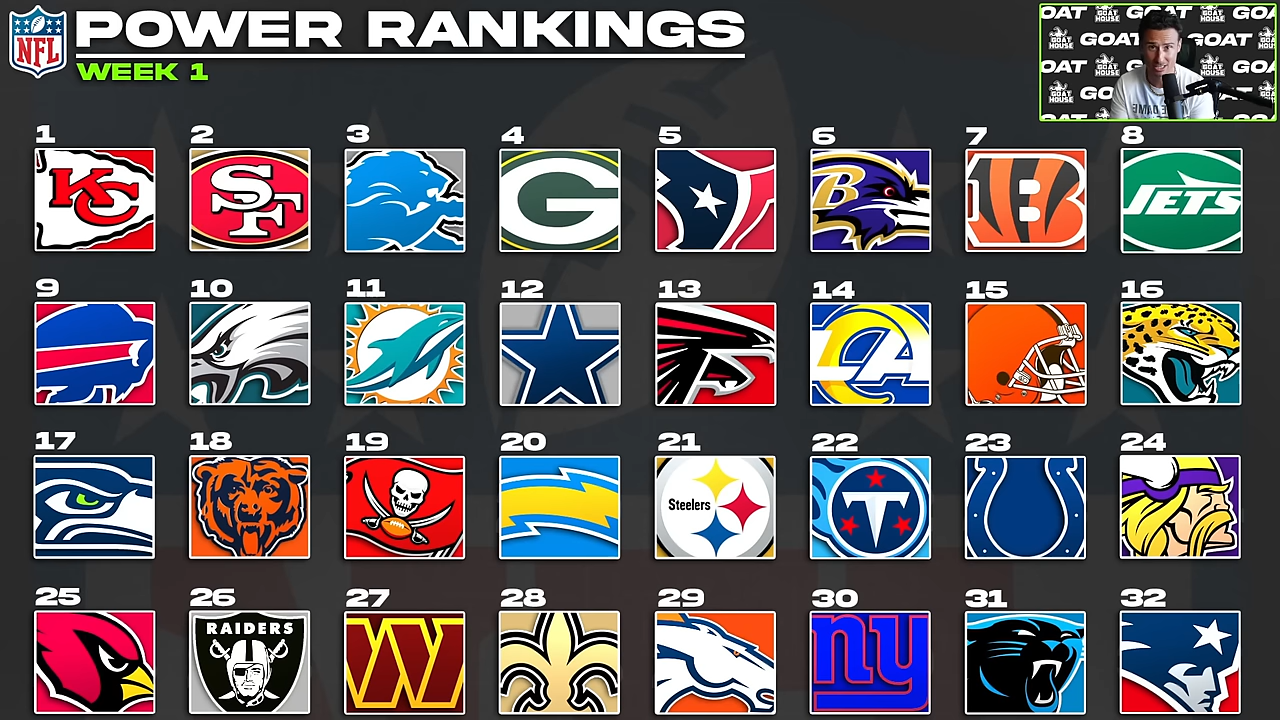 NFL
POWER RANKINGS
WEEK 1
GOAT HOUSE
GOAT
1 2 3 4 5 6 7 8
KC SF G B B JETS
9 10 11 12 13 14 15 16
LA
17 18 19 20 21 22 23 24
Steelers T
25 26 27 28 29 30 31 32
RAIDERS W ny